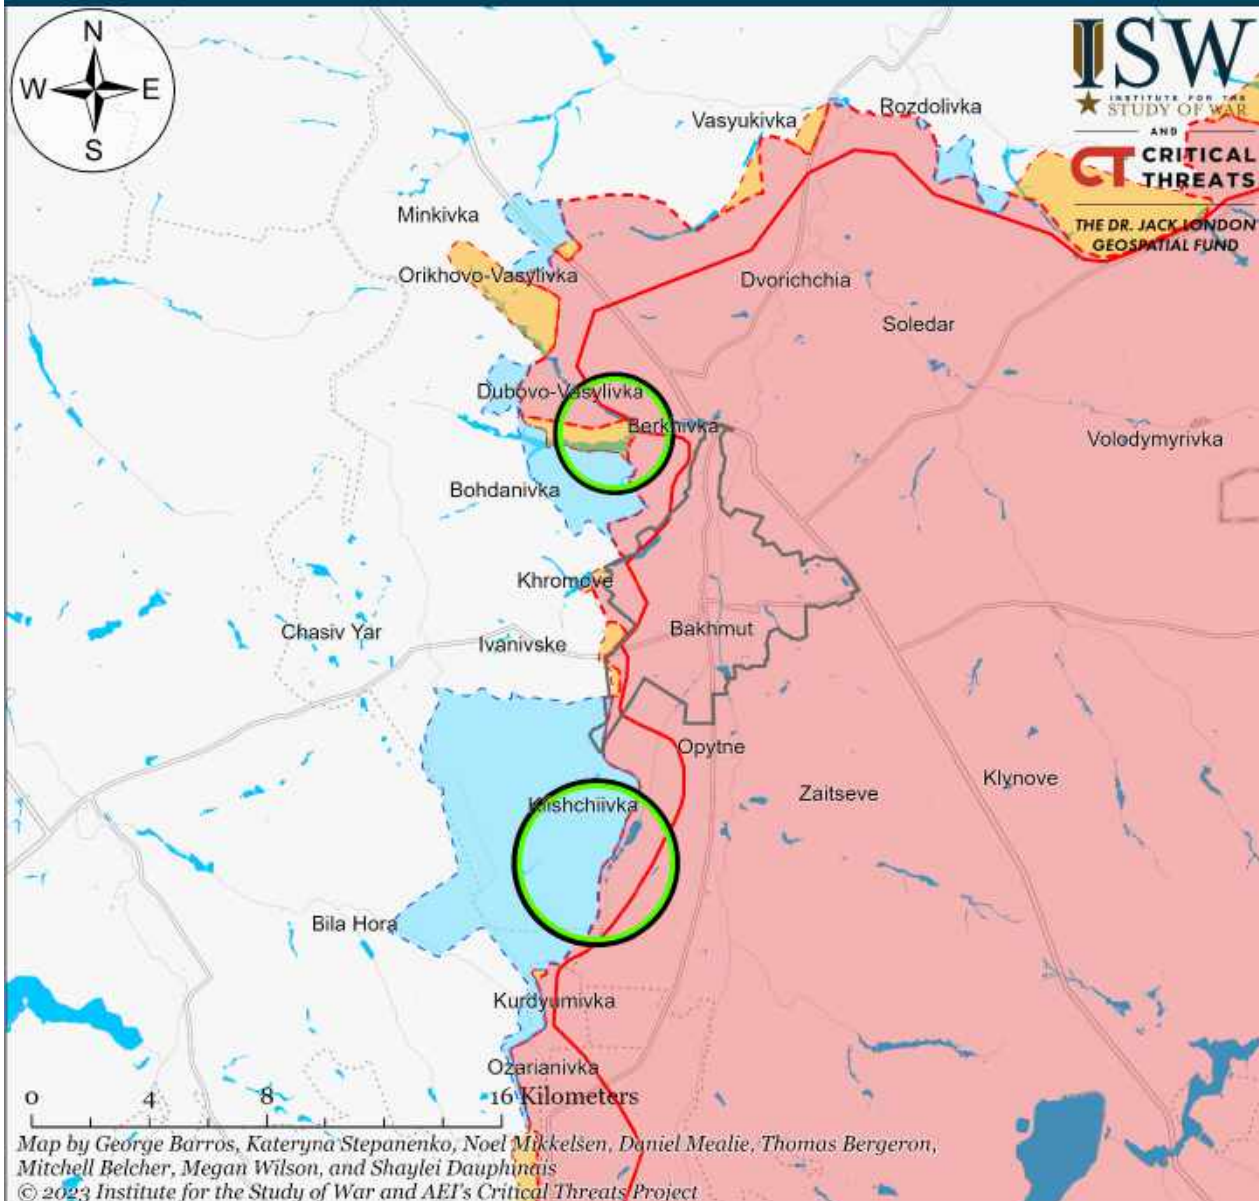 N
W E
S
ISW
INSTITUTE FOR THE
STUDY OF WAR
AND
CT CRITICAL
THREATS
THE DR. JACK LONDON
GEOSPATIAL FUND
Rozdolivka
Vasyukivka
Minkivka
Orikhovo-Vasylivka
Dvorichchia
Soledar
Dubovo-Vasylivka
Berkhivka
Volodymyrivka
Bohdanivka
Khromove
Chasiv Yar
Ivanivske
Bakhmut
Opytne
Klynove
Zaitseve
Klishchiivka
Bila Hora
Kurdyumivka
Ozarianivka
0 4 8 16 Kilometers
Map by George Barros, Kateryna Stepanenko, Noel Mikkelsen, Daniel Mealie, Thomas Bergeron,
Mitchell Belcher, Megan Wilson, and Shaylei Dauphinais
© 2023 Institute for the Study of War and AEI's Critical Threats Project